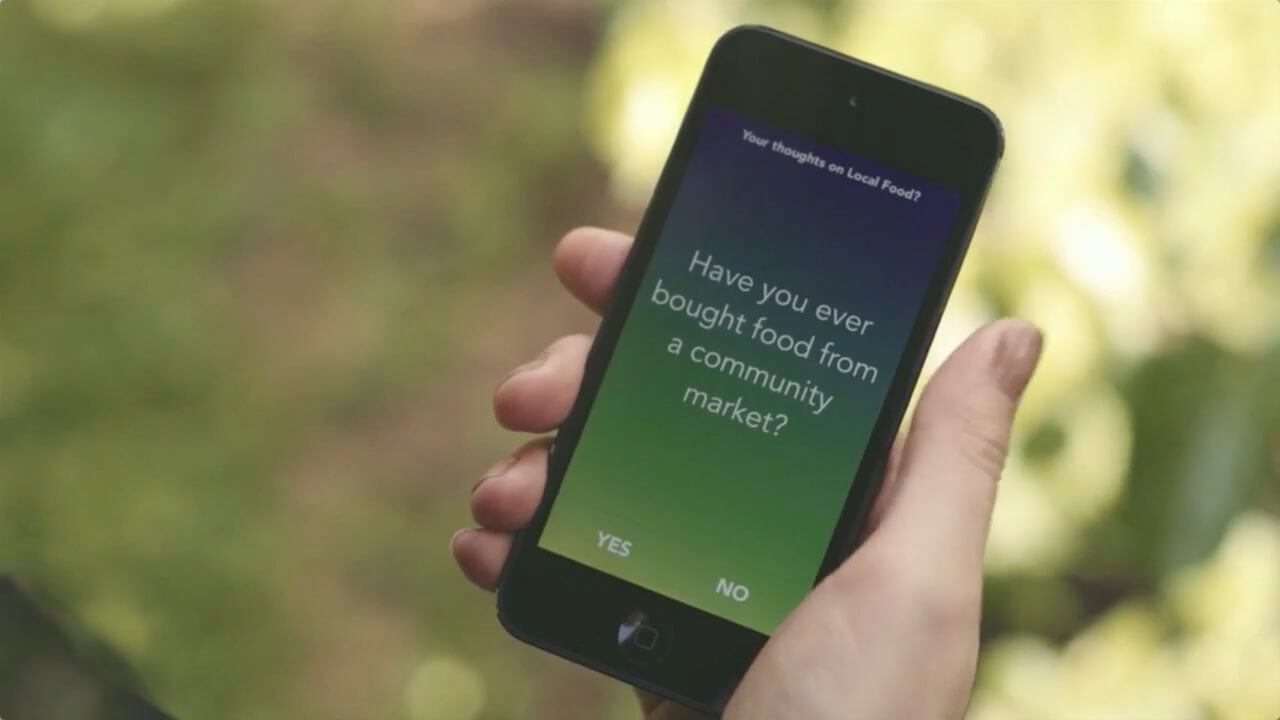 Your thoughts on Local Food?
Have you ever
bought food from
a community
market?
YES
NO